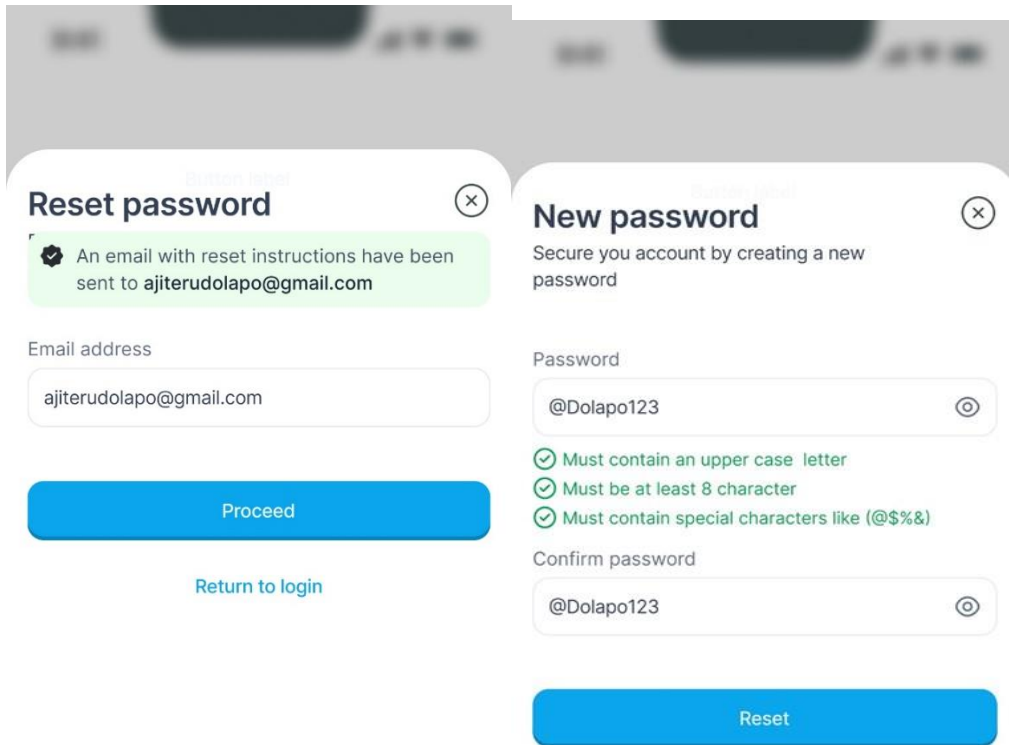 Reset password
An email with reset instructions have been
sent to ajiterudolapo@gmail.com
Email address
ajiterudolapo@gmail.com
Proceed
Return to login
New password
Secure you account by creating a new
password
Password
@Dolapo123
Must contain an upper case letter
Must be at least 8 character
Must contain special characters like (@$%&)
Confirm password
@Dolapo123
Reset